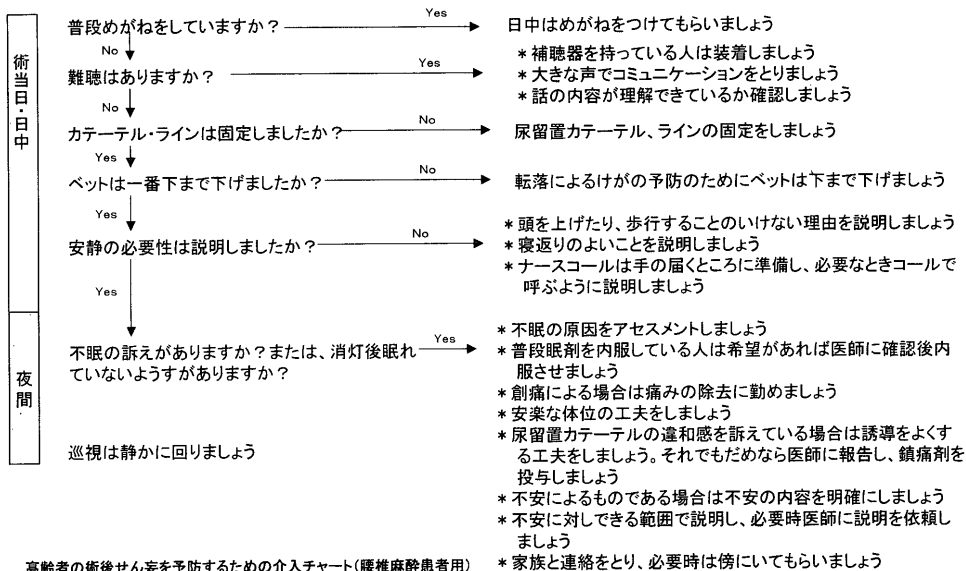 術当日・日中
普段めがねをしていますか？
Yes
日中はめがねをつけてもらいましょう
No
難聴はありますか？
Yes
＊補聴器を持っている人は装着しましょう
＊大きな声でコミュニケーションをとりましょう
＊話の内容が理解できているか確認しましょう
No
カテーテル・ラインは固定しましたか？
No
尿留置カテーテル、ラインの固定をしましょう
Yes
ベットは一番下まで下げましたか？
No
転落によるけがの予防のためにベットは下まで下げましょう
Yes
安静の必要性は説明しましたか？
No
＊頭を上げたり、歩行することのいけない理由を説明しましょう
＊寝返りのよいことを説明しましょう
＊ナースコールは手の届くところに準備し、必要なときコールで
呼ぶように説明しましょう
Yes
夜間
不眠の訴えがありますか？または、消灯後眠れ
ていないようすがありますか？
Yes
＊不眠の原因をアセスメントしましょう
＊普段眠剤を内服している人は希望があれば医師に確認後内
服させましょう
＊創痛による場合は痛みの除去に勤めましょう
＊安楽な体位の工夫をしましょう
＊尿留置カテーテルの違和感を訴えている場合は誘導をよくす
る工夫をしましょう。それでもだめなら医師に報告し、鎮痛剤を
投与しましょう
＊不安によるものである場合は不安の内容を明確にしましょう
＊不安に対しできる範囲で説明し、必要時医師に説明を依頼し
ましょう
＊家族と連絡をとり、必要時は傍にいてもらいましょう
巡視は静かに回りましょう
高齢者の術後せん妄を予防するための介入チャート（腰椎麻酔患者用）